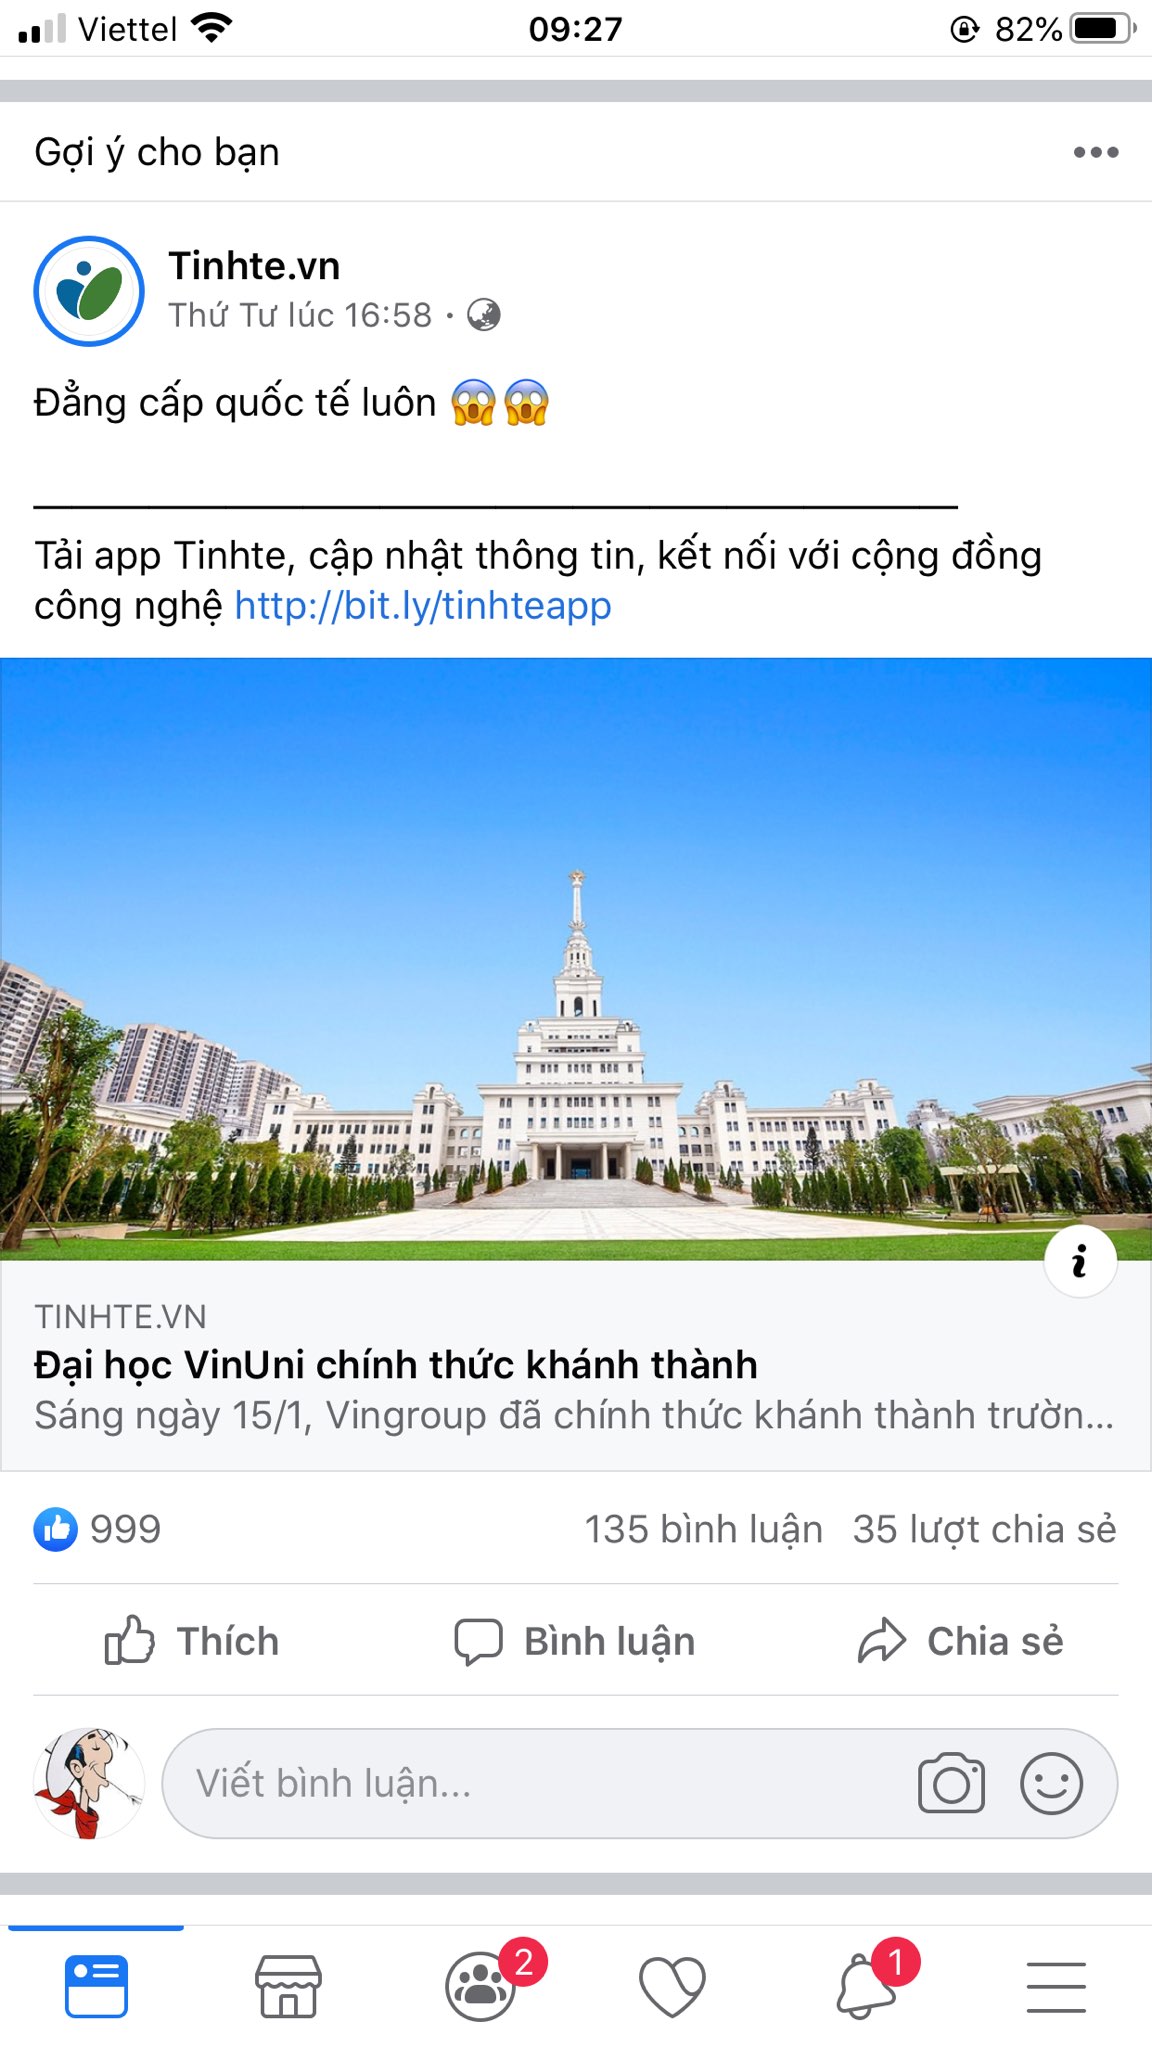 Viettel 09:27 82%
Gợi ý cho bạn
Tinhte.vn
Thứ Tư lúc 16:58 ·
Đẳng cấp quốc tế luôn 😱😱
________________________________________
Tải app Tinhte, cập nhật thông tin, kết nối với cộng đồng
công nghệ http://bit.ly/tinhteapp
i
TINHTE.VN
Đại học VinUni chính thức khánh thành
Sáng ngày 15/1, Vingroup đã chính thức khánh thành trườn...
999 135 bình luận 35 lượt chia sẻ
Thích Bình luận Chia sẻ
Viết bình luận...
2 1